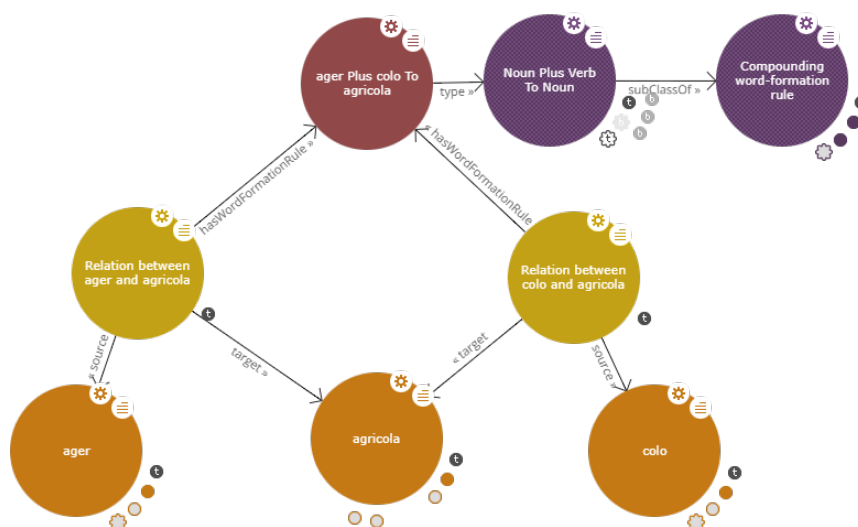 ager Plus colo To
agricola
type »
Noun Plus Verb
To Noun
subClassOf »
Compounding
word-formation
rule
t
t
b
b
b
b
t
hasWordFormationRule »
« hasWordFormationRule
Relation between
ager and agricola
Relation between
colo and agricola
t
t
« source
target »
« target
source »
ager
agricola
colo
t
t
t